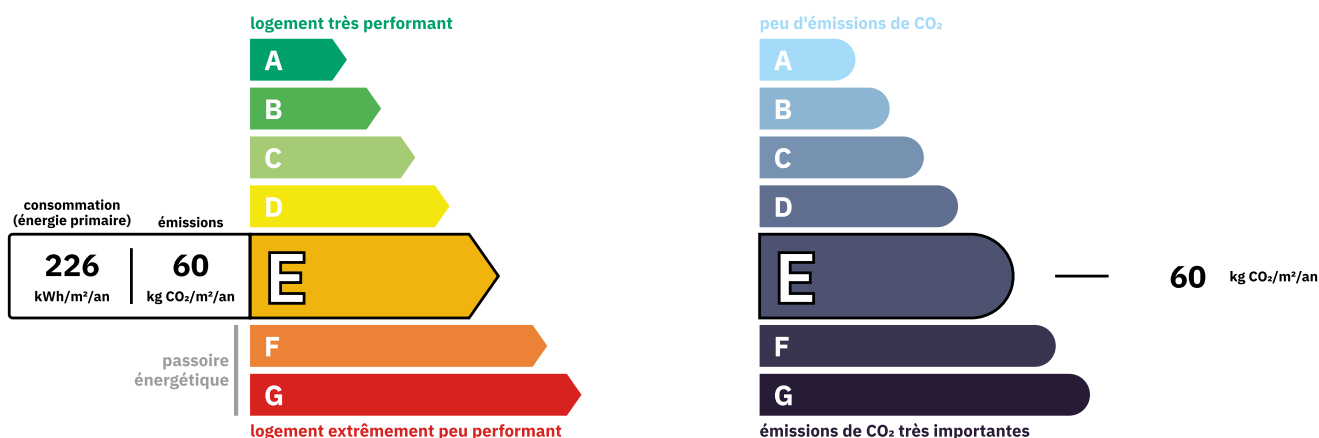 logement très performant
A
B
C
D
consommation
(énergie primaire)
émissions
226
kWh/m²/an
60
kg CO₂/m²/an
E
passoire
énergétique
F
G
logement extrêmement peu performant
peu d'émissions de CO₂
A
B
C
D
E
60
kg CO₂/m²/an
F
G
émissions de CO₂ très importantes